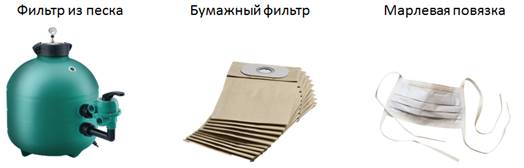 Фильтр из песка
Бумажный фильтр
Марлевая повязка